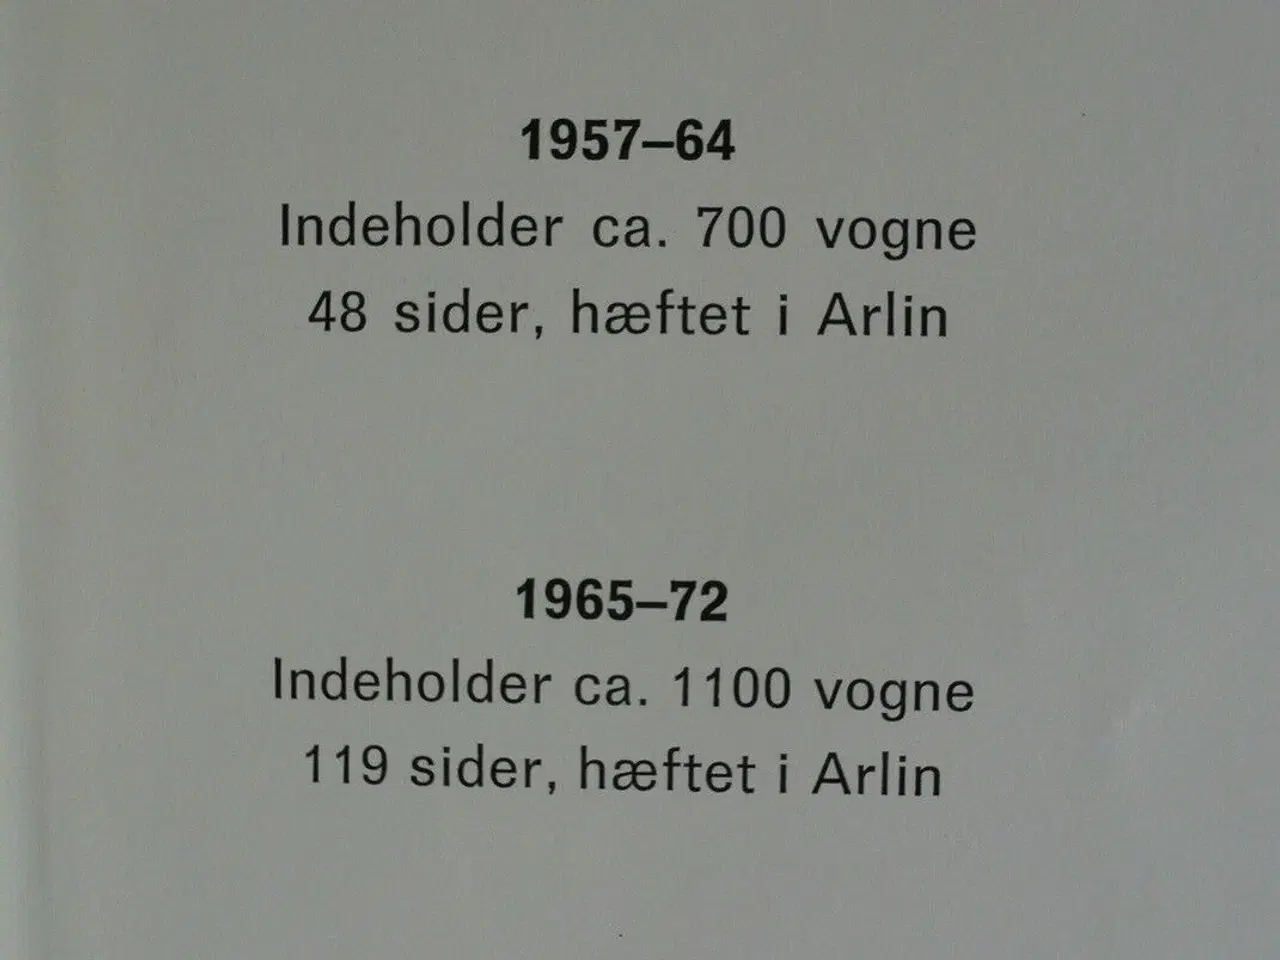 1957–64
Indeholder ca. 700 vogne
48 sider, hæftet i Arlin
1965–72
Indeholder ca. 1100 vogne
119 sider, hæftet i Arlin